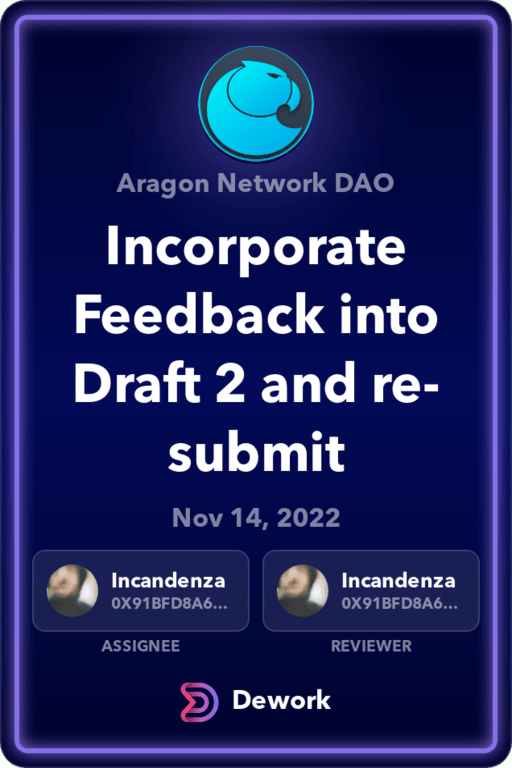 Aragon Network DAO
Incorporate
Feedback into
Draft 2 and re-
submit
Nov 14, 2022
Incandenza
0X91BFD8A6...
ASSIGNEE
Incandenza
0X91BFD8A6...
REVIEWER
Dework